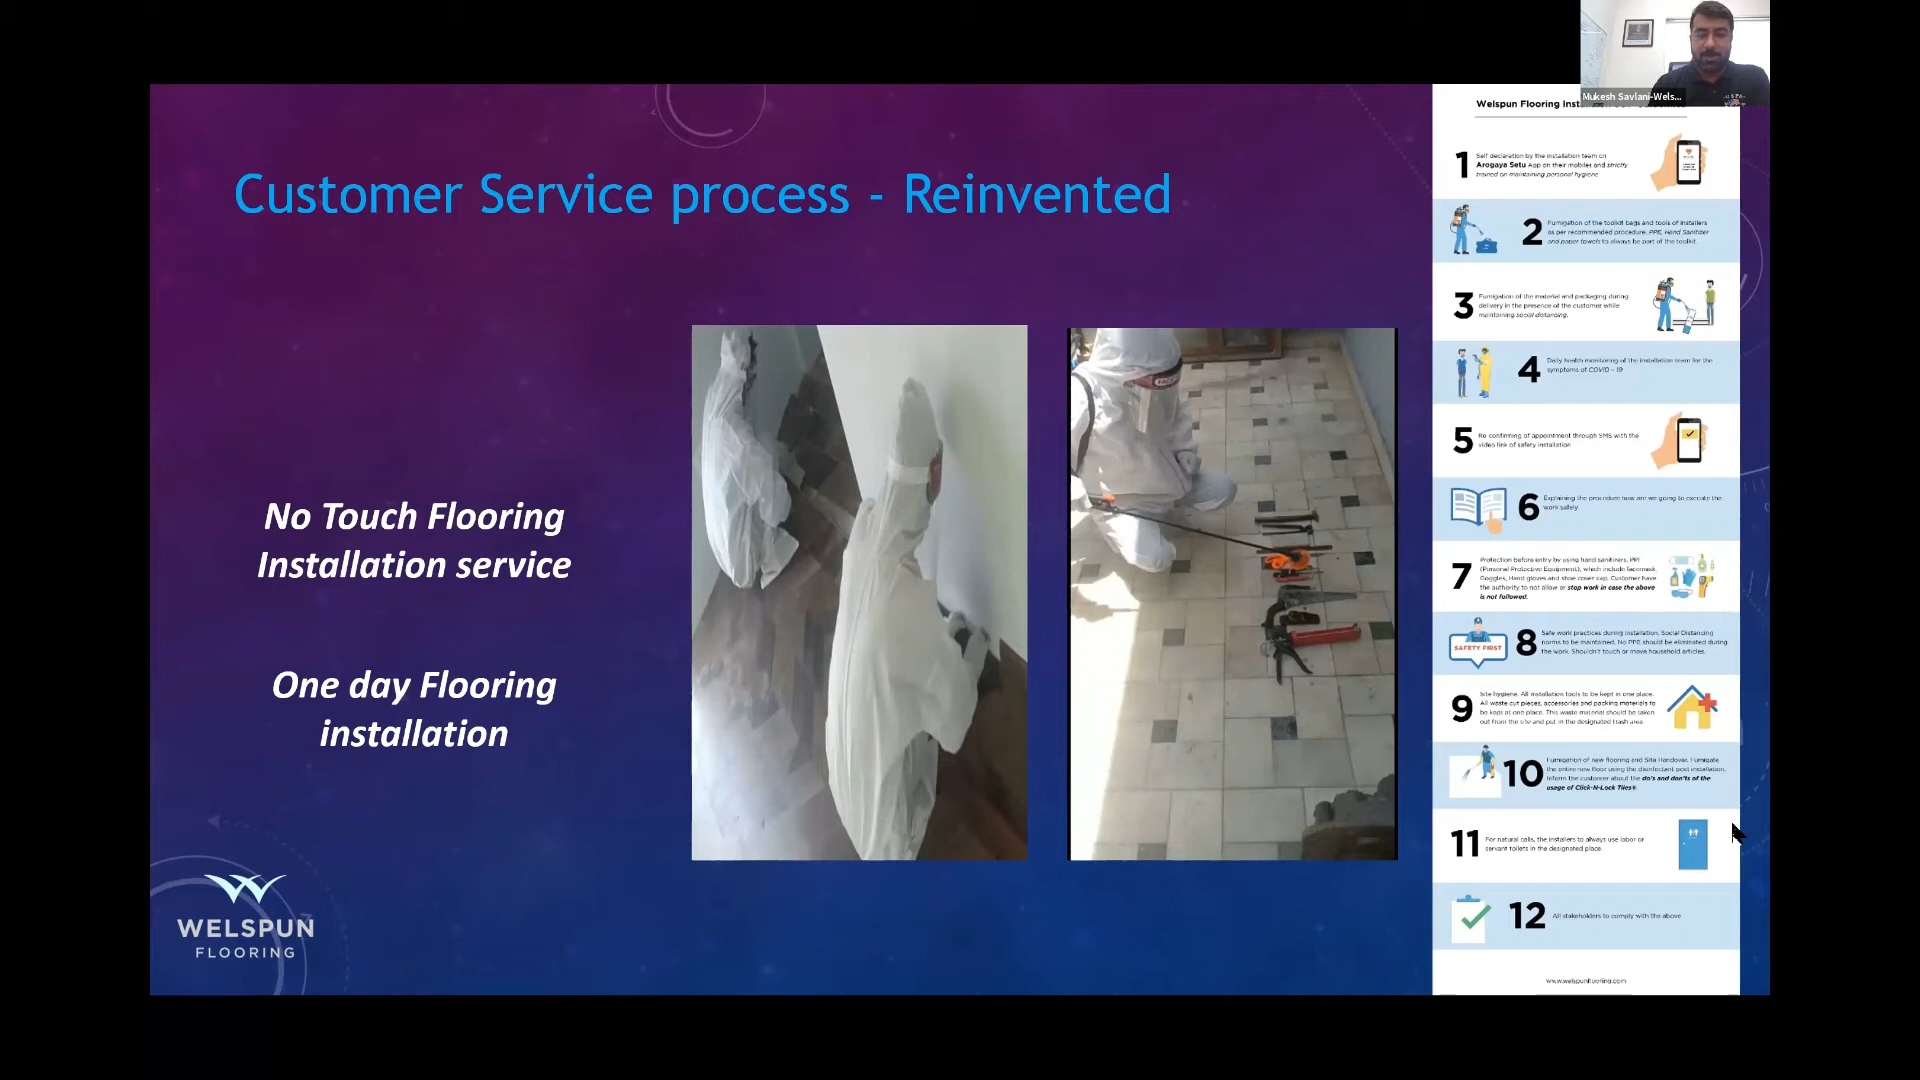 Mukesh Savlani-Wels...
Customer Service process - Reinvented
No Touch Flooring
Installation service
One day Flooring
installation
WELSPUN
FLOORING
Welspun Flooring
1
Self declaration by the installation team on
Arogaya Setu App on their mobiles and strictly
trained on maintaining personal hygiene
2
Fumigation of the toolkit bags and tools of installers
as per recommended procedure. PPE, Hand Sanitizer
and paper towels to always be part of the toolkit.
3
Fumigation of the material and packaging during
delivery in the presence of the customer while
maintaining social distancing.
4
Daily health monitoring of the installation team for the
symptoms of COVID - 19
5
Re-confirming of appointment through SMS with the
video link of safety installation
6
Explaining the procedure how are we going to execute the
work safely.
7
Protection before entry by using hand sanitirers, PPE
(Personal Protective Equipment), which include facemask,
Goggles, Hand gloves and shoe cover cap. Customer have
the authority to not allow or stop work in case the above
is not followed.
SAFETY FIRST
8
Safe work practices during installation. Social Distancing
norms to be maintained. No PPE should be eliminated during
the work. Shouldn't touch or move household articles.
9
Site hygiene. All installation tools to be kept in one place.
All waste cut pieces, accessories and packing materials to
be kept at one place. This waste material should be taken
out from the site and put in the designated trash area
10
Fumigation of new flooring and Site Handover. Fumigate
the entire new floor using the disinfectant post installation.
Inform the customer about the do's and don'ts of the
usage of Click-N-Lock Tiles®
11
For natural calls, the installers to always use labor or
servant toilets in the designated place.
12
All stakeholders to comply with the above
www.welspunflooring.com